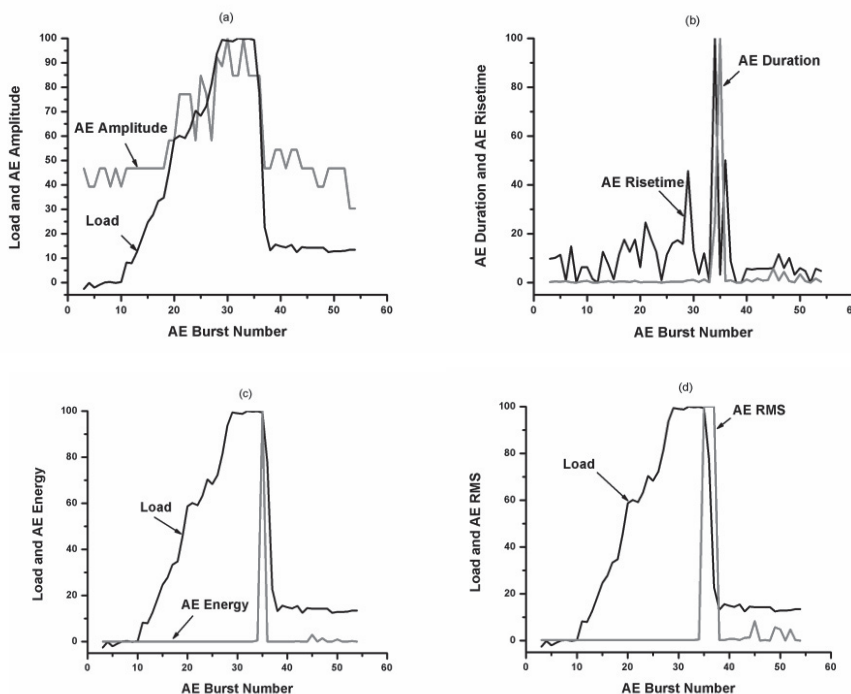 (a)
100
90
80
70
60
50
40
30
20
10
0
Load and AE Amplitude
AE Amplitude
Load
0 10 20 30 40 50 60
AE Burst Number
(b)
100
80
60
40
20
0
AE Duration and AE Risetime
AE Duration
AE Risetime
0 10 20 30 40 50 60
AE Burst Number
(c)
100
80
60
40
20
0
Load and AE Energy
Load
AE Energy
0 10 20 30 40 50 60
AE Burst Number
(d)
100
80
60
40
20
0
Load and AE RMS
AE RMS
Load
0 10 20 30 40 50 60
AE Burst Number